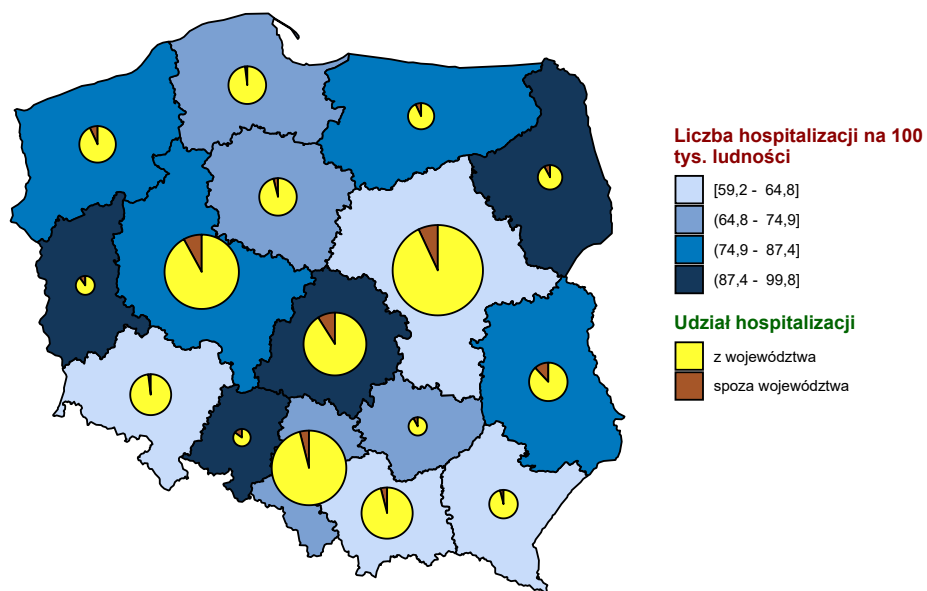 Liczba hospitalizacji na 100
tys. ludności
[59,2 - 64,8]
(64,8 - 74,9]
(74,9 - 87,4]
(87,4 - 99,8]
Udział hospitalizacji
z województwa
spoza województwa